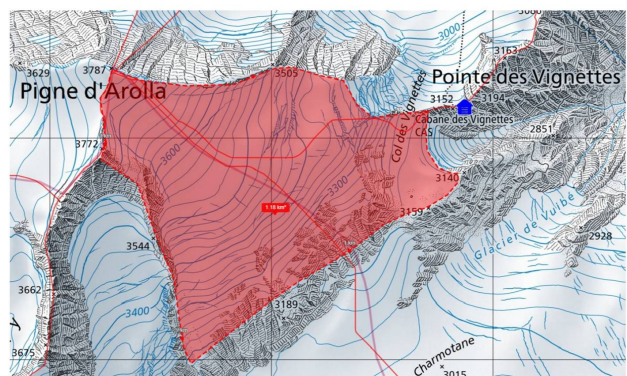 3000
3080
3163
3629
3787
3505
Pointe des Vignettes
Pigne d'Arolla
3152
3194
Cabane des Vignettes
CAS
2851
Col des Vignettes
3772
3600
3300
3140
1.18 km²
3159
Glacier de Vuibé
2928
3544
3662
3400
3189
3675
Charmotane
3015